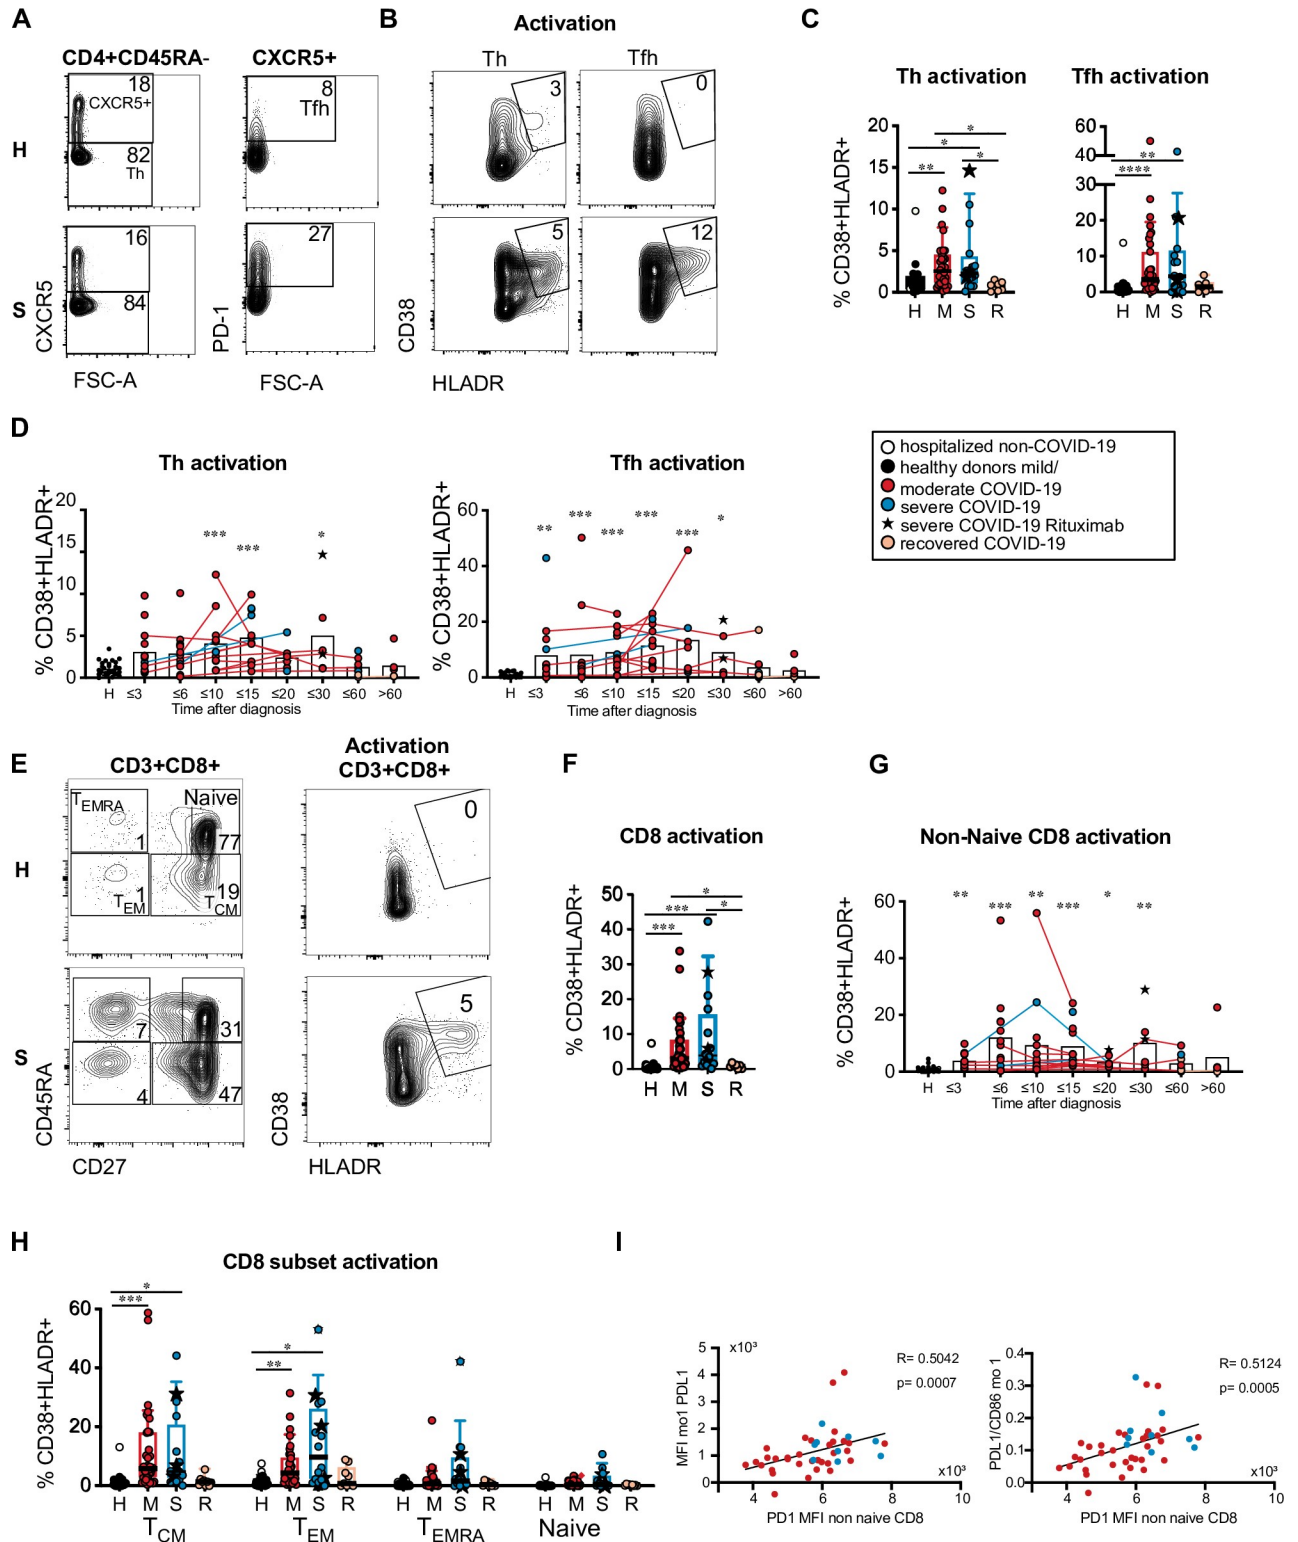 A
CD4+CD45RA-
CXCR5+
18
CXCR5+
82
Th
8
Tfh
H
16
84
27
S
CXCR5
PD-1
FSC-A
FSC-A
B
Activation
Th
Tfh
3
0
5
12
CD38
HLADR
C
Th activation
Tfh activation
% CD38+HLADR+
20
15
10
5
0
*
*
*
**
H M S R
60
40
30
20
10
0
**
****
H M S R
D
Th activation
% CD38+HLADR+
20
15
10
5
0
***
***
*
H ≤3 ≤6 ≤10 ≤15 ≤20 ≤30 ≤60 >60
Time after diagnosis
Tfh activation
% CD38+HLADR+
60
40
20
0
**
***
***
***
***
*
H ≤3 ≤6 ≤10 ≤15 ≤20 ≤30 ≤60 >60
Time after diagnosis
hospitalized non-COVID-19
healthy donors mild/
moderate COVID-19
severe COVID-19
severe COVID-19 Rituximab
recovered COVID-19
E
CD3+CD8+
Activation
CD3+CD8+
TEMRA
Naive
1
77
1
19
TEM
TCM
0
H
7
31
4
47
5
S
CD45RA
CD27
CD38
HLADR
F
CD8 activation
% CD38+HLADR+
50
40
30
20
10
0
*
***
*
***
H M S R
G
Non-Naive CD8 activation
% CD38+HLADR+
60
40
20
0
**
***
**
***
*
**
H ≤3 ≤6 ≤10 ≤15 ≤20 ≤30 ≤60 >60
Time after diagnosis
H
CD8 subset activation
% CD38+HLADR+
60
40
20
0
*
***
*
**
H M S R H M S R H M S R H M S R
TCM TEM TEMRA Naive
I
MFI mo1 PDL1
5
4
3
2
1
0
x10³
R= 0.5042
p= 0.0007
x10³
4 6 8 10
PD1 MFI non naive CD8
PDL1/CD86 mo 1
0.4
0.3
0.2
0.1
0.0
R= 0.5124
p= 0.0005
x10³
4 6 8 10
PD1 MFI non naive CD8